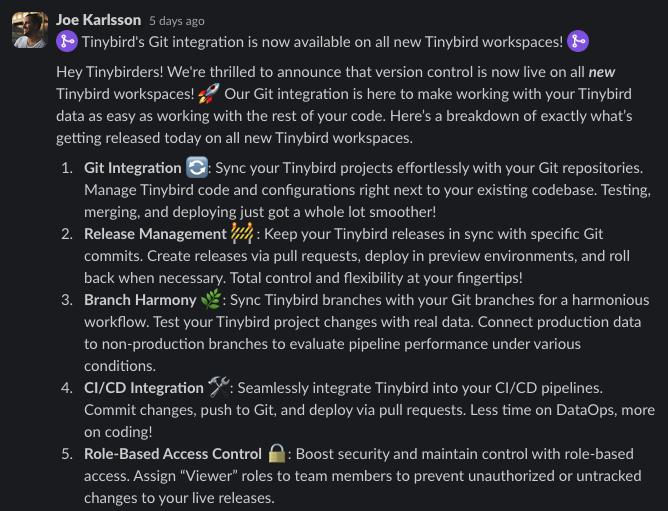 Joe Karlsson 5 days ago
Tinybird's Git integration is now available on all new Tinybird workspaces!
Hey Tinybirders! We're thrilled to announce that version control is now live on all new
Tinybird workspaces! 🚀 Our Git integration is here to make working with your Tinybird
data as easy as working with the rest of your code. Here's a breakdown of exactly what's
getting released today on all new Tinybird workspaces.
1. Git Integration 🔄: Sync your Tinybird projects effortlessly with your Git repositories.
Manage Tinybird code and configurations right next to your existing codebase. Testing,
merging, and deploying just got a whole lot smoother!
2. Release Management 🚧: Keep your Tinybird releases in sync with specific Git
commits. Create releases via pull requests, deploy in preview environments, and roll
back when necessary. Total control and flexibility at your fingertips!
3. Branch Harmony 🌿: Sync Tinybird branches with your Git branches for a harmonious
workflow. Test your Tinybird project changes with real data. Connect production data
to non-production branches to evaluate pipeline performance under various
conditions.
4. CI/CD Integration 🛠️: Seamlessly integrate Tinybird into your CI/CD pipelines.
Commit changes, push to Git, and deploy via pull requests. Less time on DataOps, more
on coding!
5. Role-Based Access Control 🔒: Boost security and maintain control with role-based
access. Assign “Viewer” roles to team members to prevent unauthorized or untracked
changes to your live releases.